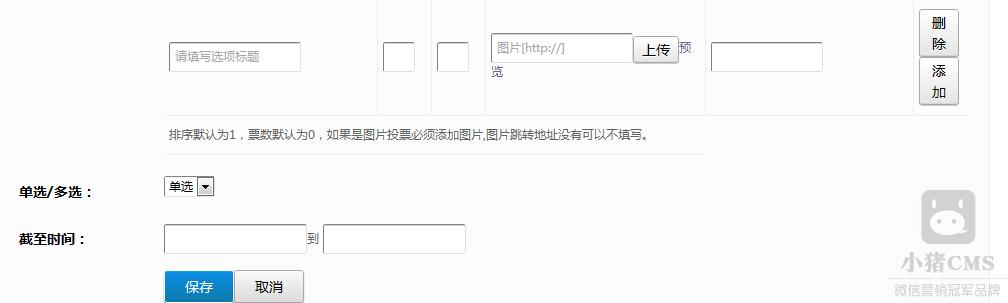 请填写选项标题
图片[http://]
上传
预览
删除
添加
排序默认为1，票数默认为0，如果是图片投票必须添加图片,图片跳转地址没有可以不填写。
单选/多选：
单选
截至时间：
到
保存
取消
小猪CMS
微信营销冠军品牌